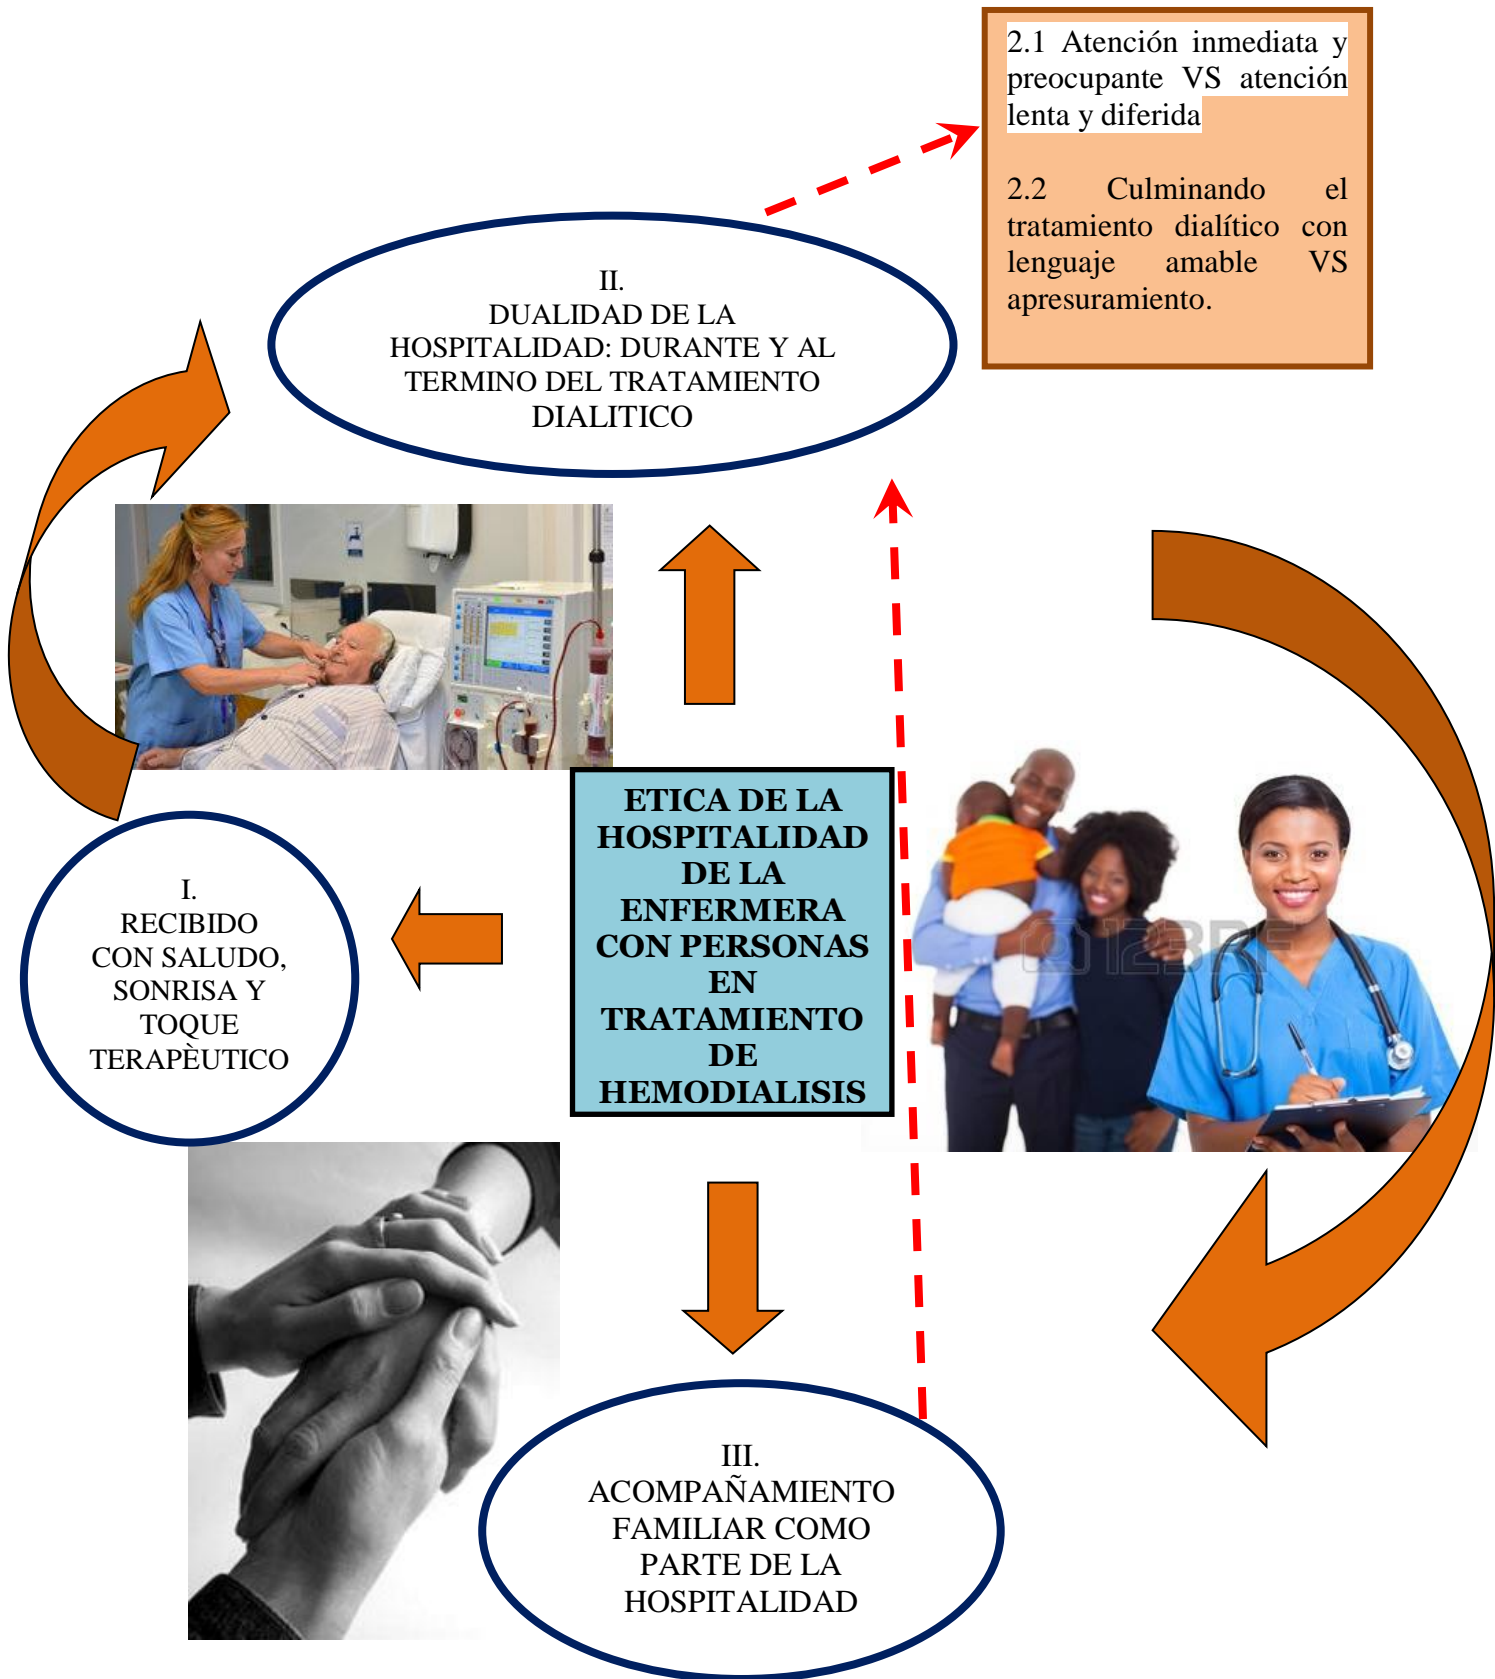 2.1 Atención inmediata y
preocupante VS atención
lenta y diferida
2.2 Culminando el
tratamiento dialítico con
lenguaje amable VS
apresuramiento.
II.
DUALIDAD DE LA
HOSPITALIDAD: DURANTE Y AL
TERMINO DEL TRATAMIENTO
DIALITICO
ETICA DE LA
HOSPITALIDAD
DE LA
ENFERMERA
CON PERSONAS
EN
TRATAMIENTO
DE
HEMODIALISIS
I.
RECIBIDO
CON SALUDO,
SONRISA Y
TOQUE
TERAPÈUTICO
123RF
III.
ACOMPAÑAMIENTO
FAMILIAR COMO
PARTE DE LA
HOSPITALIDAD